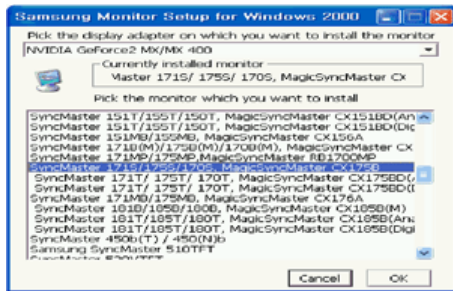 Samsung Monitor Setup for Windows 2000
Pick the display adapter on which you want to install the monitor
NVIDIA GeForce2 MX/MX 400
Currently installed monitor
Master 171S/ 175S/ 170S, MagicSyncMaster CX
Pick the monitor which you want to install
SyncMaster 151T/155T/150T, MagicSyncMaster CX151BD(An
SyncMaster 151T/155T/150T, MagicSyncMaster CX151BD(Dig
SyncMaster 151MB/155MB, MagicSyncMaster CX156A
SyncMaster 171B(M)/175B(M)/170B(M), MagicSyncMaster CX
SyncMaster 171MP/175MP,MagicSyncMaster RB1700MP
SyncMaster 171S/175S/170S, MagicSyncMaster CX175B
SyncMaster 171T/ 175T/ 170T, MagicSyncMaster CX175BD(
SyncMaster 171T/ 175T/ 170T, MagicSyncMaster CX175BD(
SyncMaster 171MB/175MB, MagicSyncMaster CX176A
SyncMaster 181B/185B/180B, MagicSyncMaster CX185B(M)
SyncMaster 181T/185T/180T, MagicSyncMaster CX185B(Ana
SyncMaster 181T/185T/180T, MagicSyncMaster CX185B(Digi
SyncMaster 450b(T) / 450(N)b
Samsung SyncMaster 510TFT
Cancel
OK